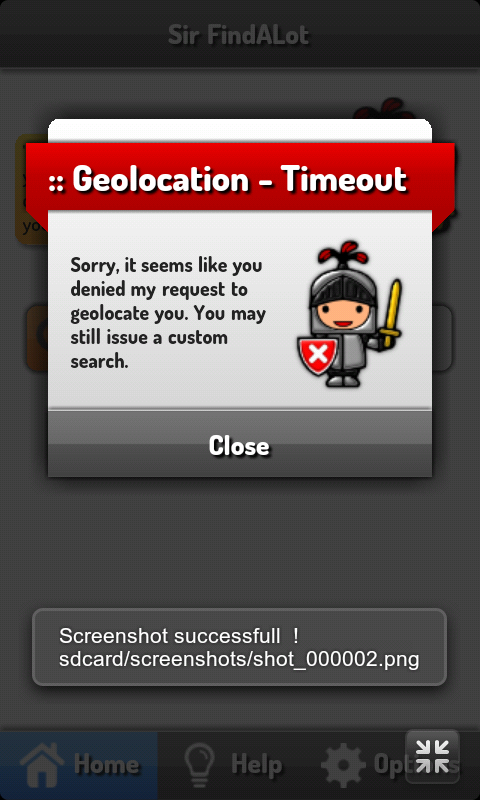 Sir FindALot
:: Geolocation - Timeout
Sorry, it seems like you
denied my request to
geolocate you. You may
still issue a custom
search.
Close
Screenshot successfull !
sdcard/screenshots/shot_000002.png
Home
Help